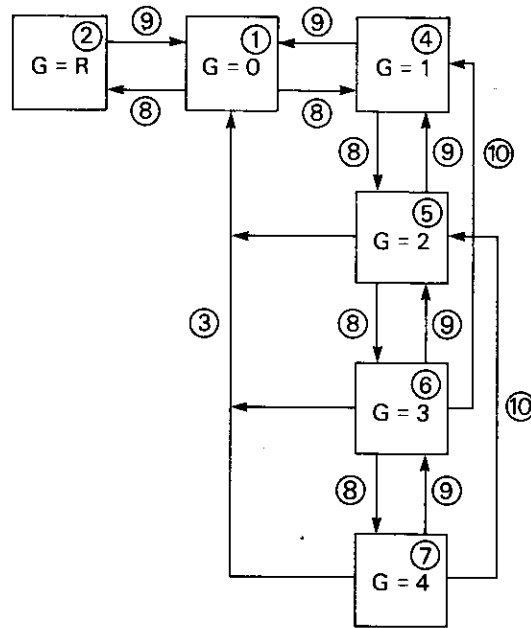 ② ⑨ ① ⑨ ④
G = R G = 0 G = 1
⑧ ⑧
⑧ ⑨ ⑩
⑤
G = 2
③ ⑧ ⑨
⑥
G = 3 ⑩
⑧ ⑨
⑦
G = 4